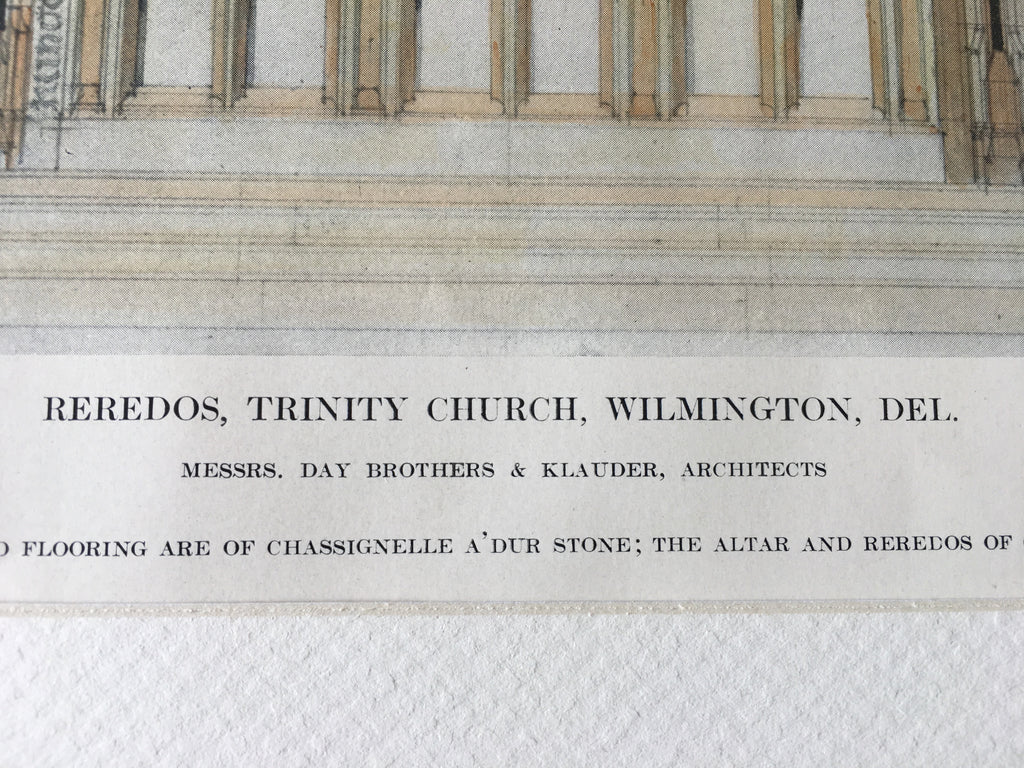 REREDOS, TRINITY CHURCH, WILMINGTON, DEL.
MESSRS. DAY BROTHERS & KLAUDER, ARCHITECTS
FLOORING ARE OF CHASSIGNELLE A'DUR STONE; THE ALTAR AND REREDOS OF